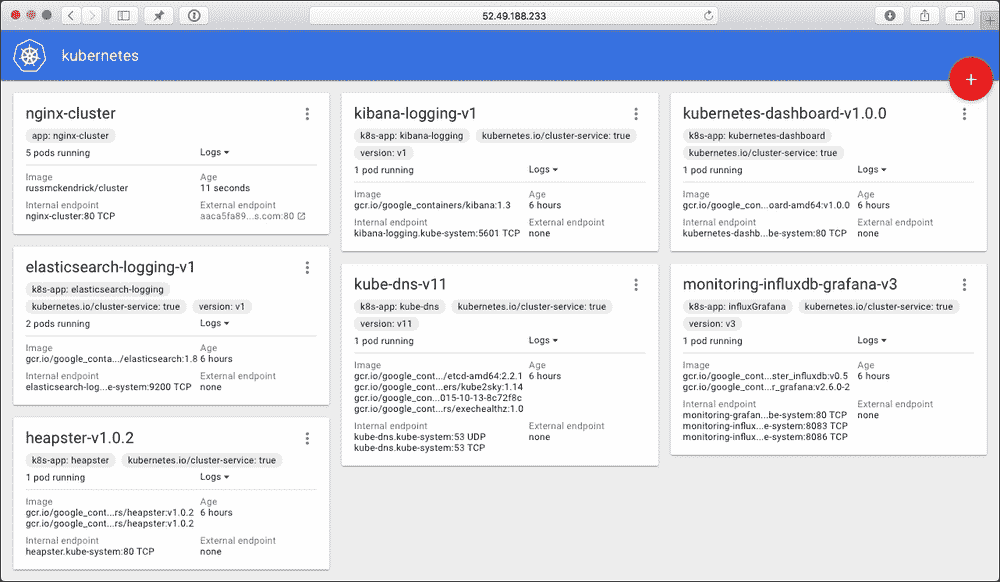 52.49.188.233
kubernetes
+
nginx-cluster
app: nginx-cluster
5 pods running Logs
Image Age
russmckendrick/cluster 11 seconds
Internal endpoint External endpoint
nginx-cluster:80 TCP aaca5fa89...s.com:80
elasticsearch-logging-v1
k8s-app: elasticsearch-logging
kubernetes.io/cluster-service: true version: v1
2 pods running Logs
Image Age
gcr.io/google_conta.../elasticsearch:1.8 6 hours
Internal endpoint External endpoint
elasticsearch-log...e-system:9200 TCP none
heapster-v1.0.2
k8s-app: heapster kubernetes.io/cluster-service: true
1 pod running Logs
Image Age
gcr.io/google_cont...rs/heapster:v1.0.2 6 hours
gcr.io/google_cont...rs/heapster:v1.0.2
Internal endpoint External endpoint
heapster.kube-system:80 TCP none
kibana-logging-v1
k8s-app: kibana-logging kubernetes.io/cluster-service: true
version: v1
1 pod running Logs
Image Age
gcr.io/google_containers/kibana:1.3 6 hours
Internal endpoint External endpoint
kibana-logging.kube-system:5601 TCP none
kube-dns-v11
k8s-app: kube-dns kubernetes.io/cluster-service: true
version: v11
1 pod running Logs
Image Age
gcr.io/google_cont.../etcd-amd64:2.2.1 6 hours
gcr.io/google_cont...ers/kube2sky:1.14
gcr.io/google_con...015-10-13-8c72f8c
gcr.io/google_cont...rs/exechealthz:1.0
Internal endpoint External endpoint
kube-dns.kube-system:53 UDP none
kube-dns.kube-system:53 TCP
kubernetes-dashboard-v1.0.0
k8s-app: kubernetes-dashboard
kubernetes.io/cluster-service: true
1 pod running Logs
Image Age
gcr.io/google_con...oard-amd64:v1.0.0 6 hours
Internal endpoint External endpoint
kubernetes-dashb...be-system:80 TCP none
monitoring-influxdb-grafana-v3
k8s-app: influxGrafana kubernetes.io/cluster-service: true
version: v3
1 pod running Logs
Image Age
gcr.io/google_cont...ster_influxdb:v0.5 6 hours
gcr.io/google_cont...r_grafana:v2.6.0-2
Internal endpoint External endpoint
monitoring-grafan...be-system:80 TCP none
monitoring-influx...e-system:8083 TCP
monitoring-influx...e-system:8086 TCP